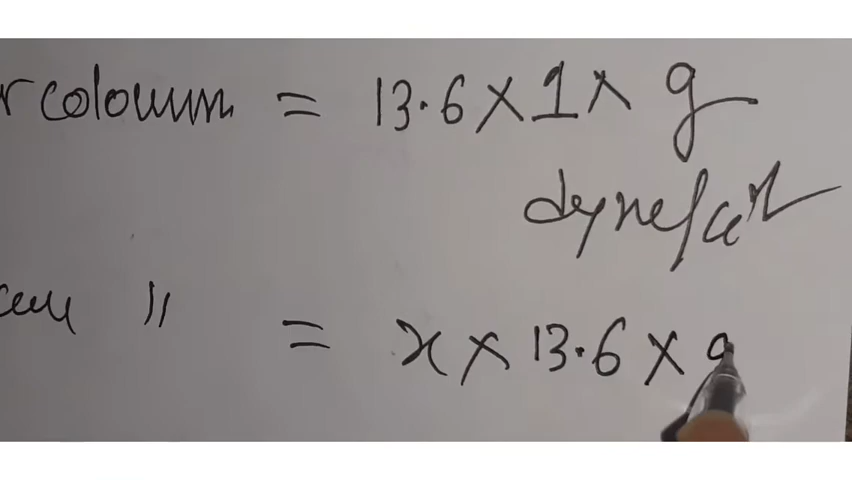 r coloumn = 13.6 × 1 × g
dyne/cm²
" = x × 13.6 × g